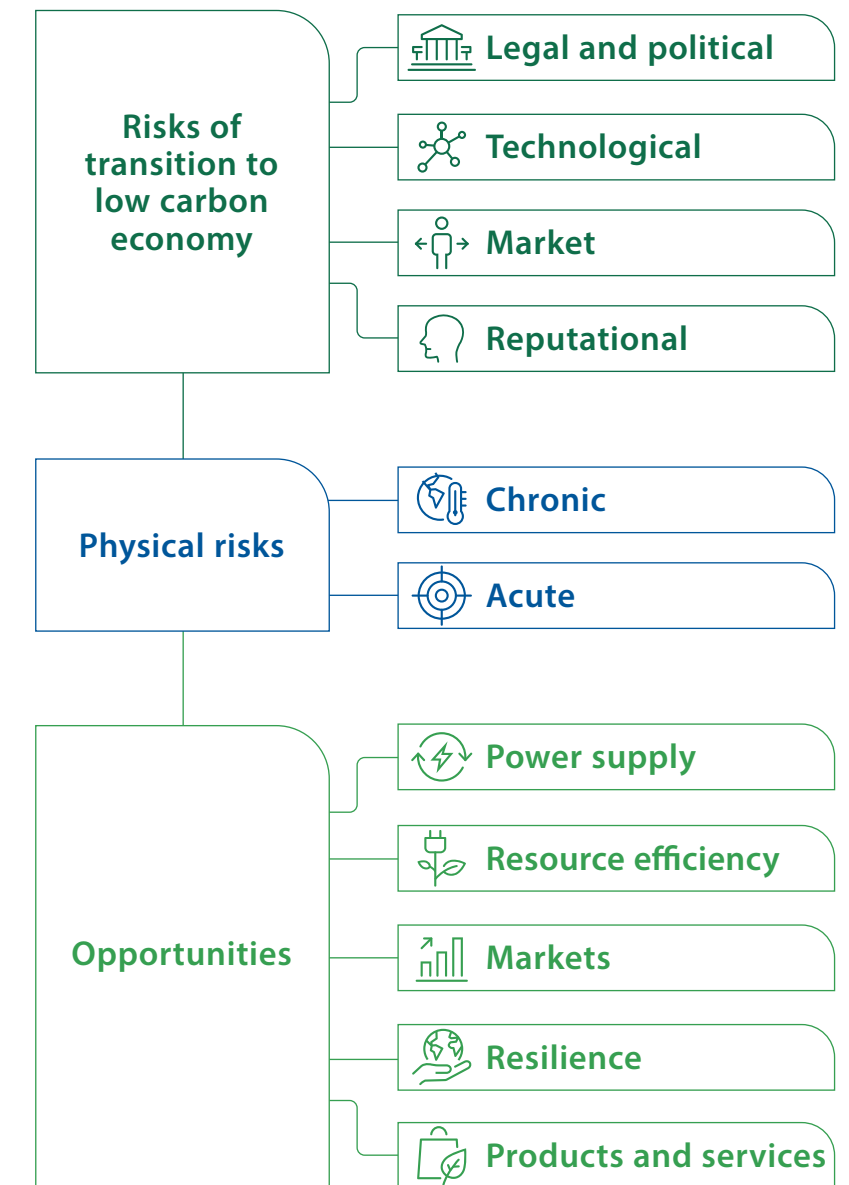 Risks of
transition to
low carbon
economy
Legal and political
Technological
Market
Reputational
Physical risks
Chronic
Acute
Opportunities
Power supply
Resource efficiency
Markets
Resilience
Products and services